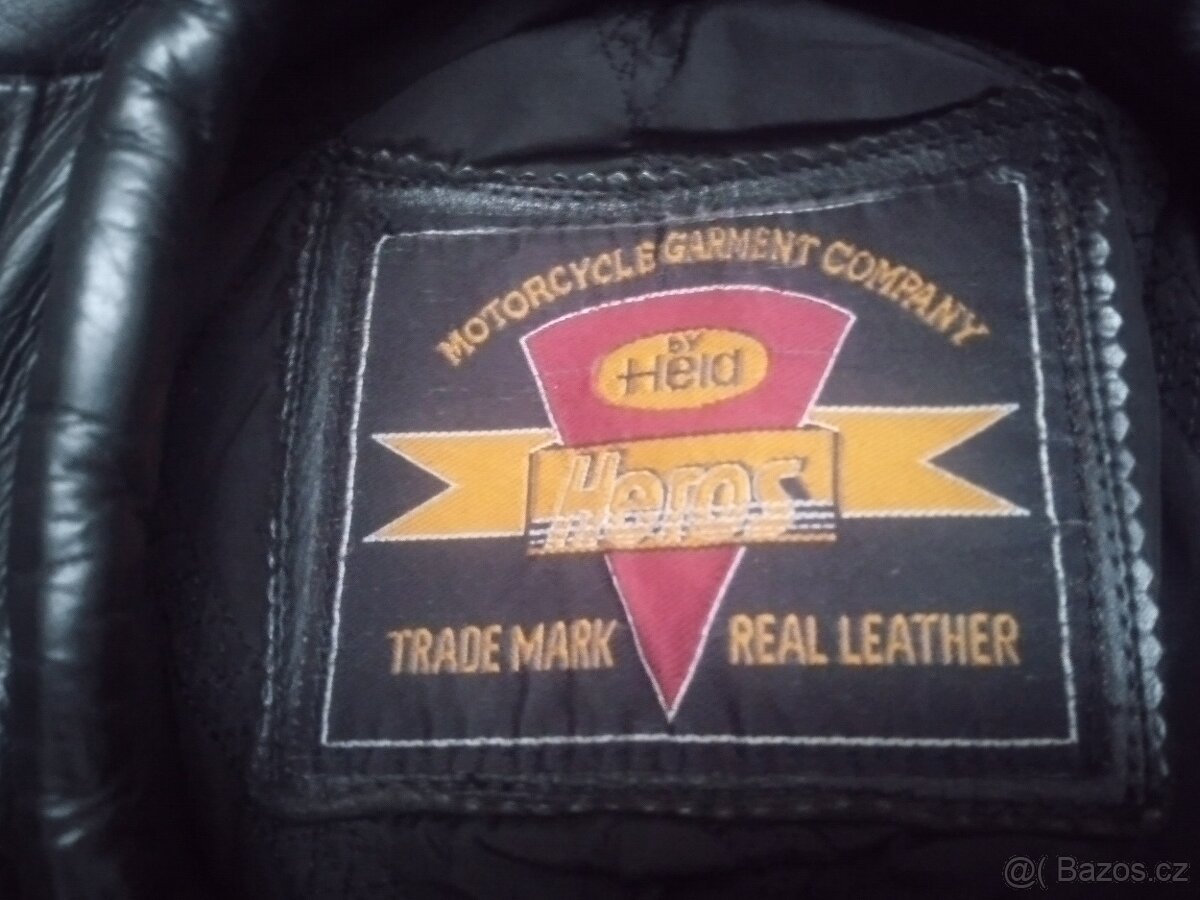 MOTORCYCLE GARMENT COMPANY
BY
Held
Heros
TRADE MARK REAL LEATHER
@( Bazos.cz